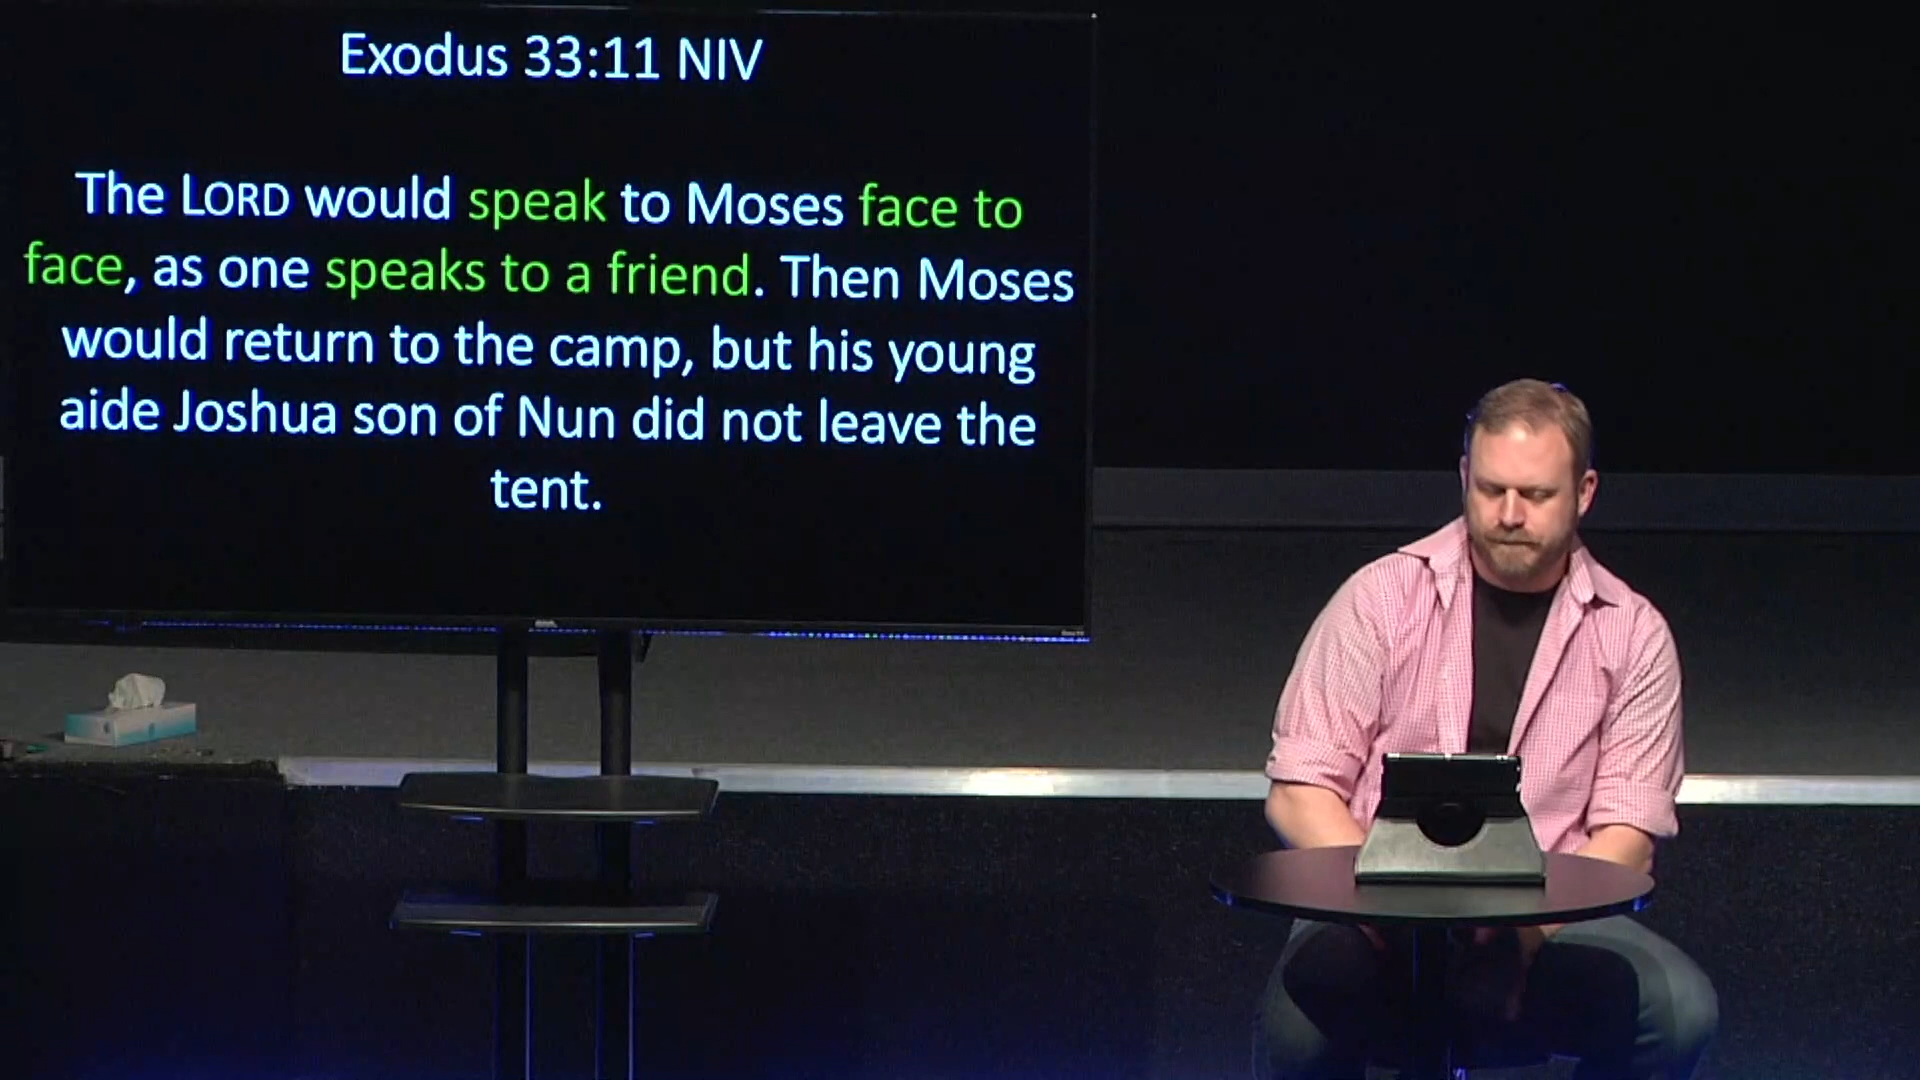 Exodus 33:11 NIV
The LORD would speak to Moses face to
face, as one speaks to a friend. Then Moses
would return to the camp, but his young
aide Joshua son of Nun did not leave the
tent.